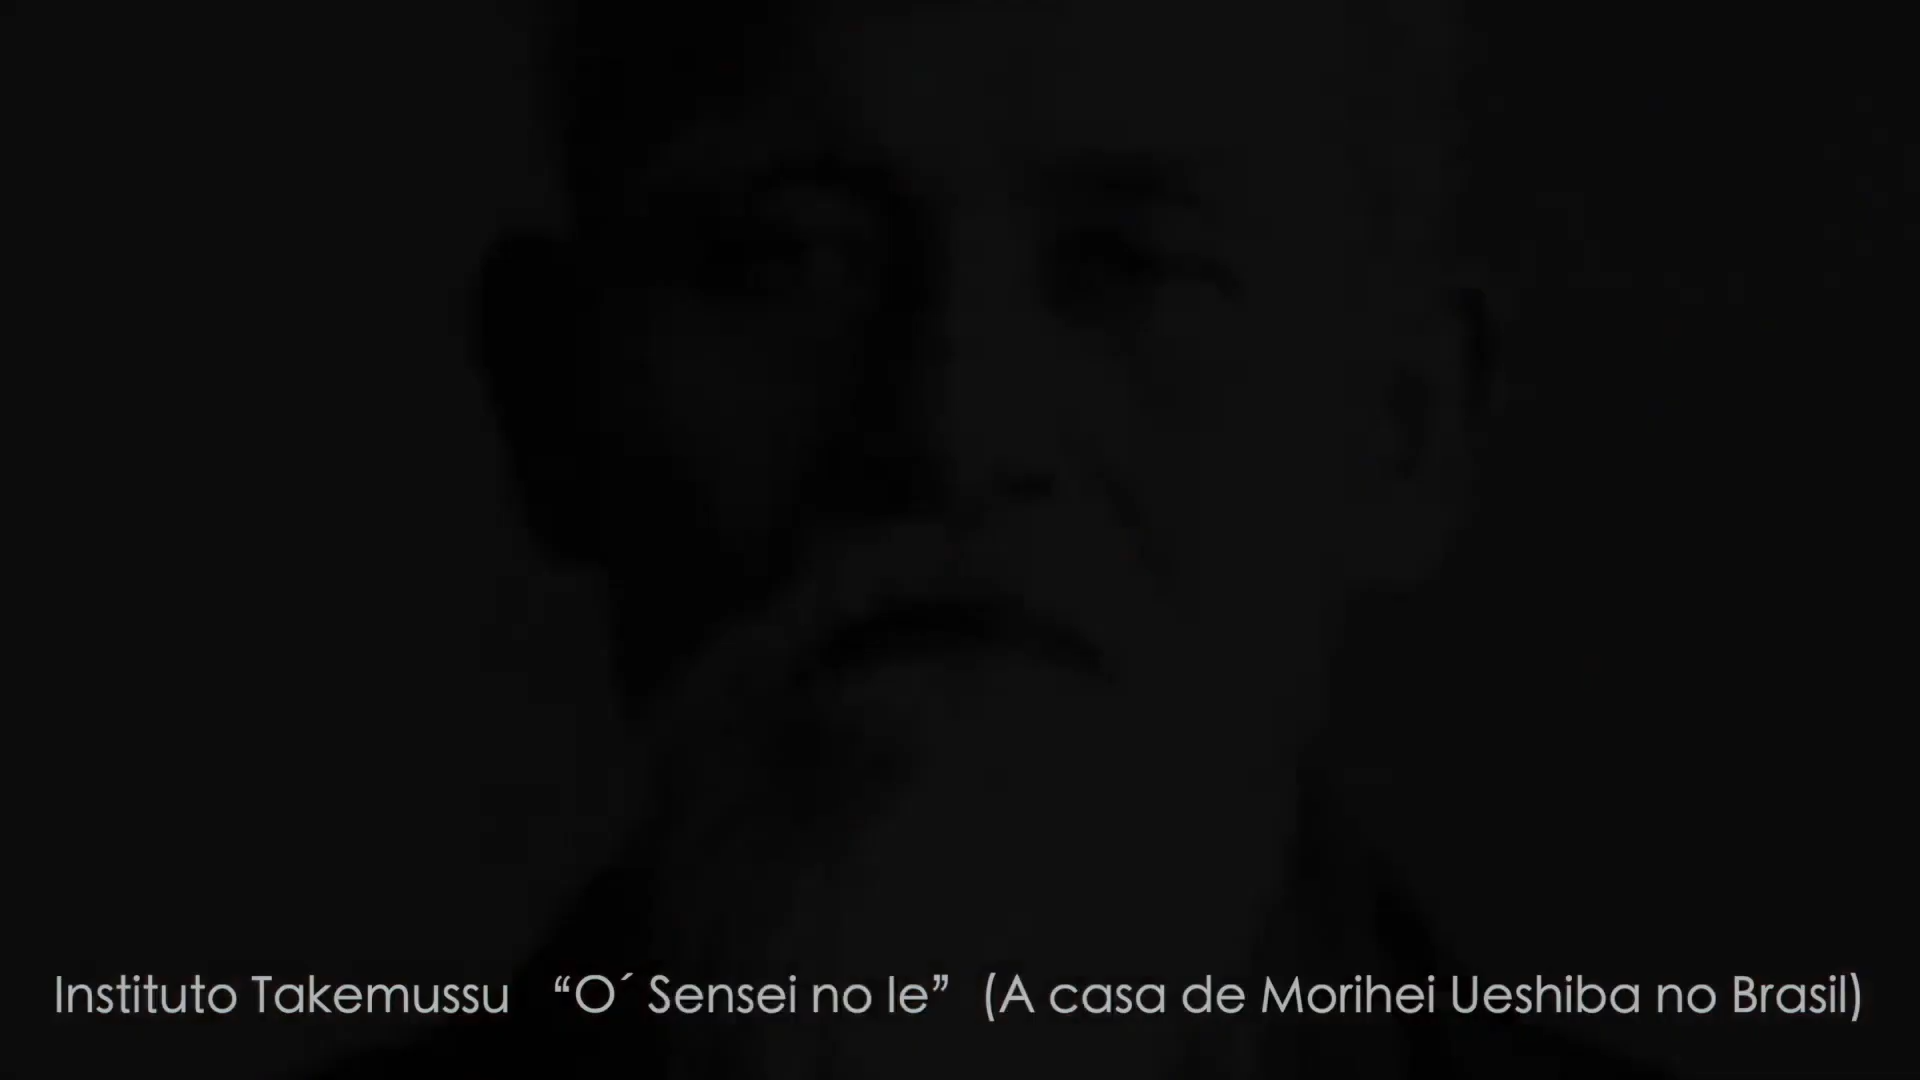 Instituto Takemussu “O´ Sensei no Ie” (A casa de Morihei Ueshiba no Brasil)